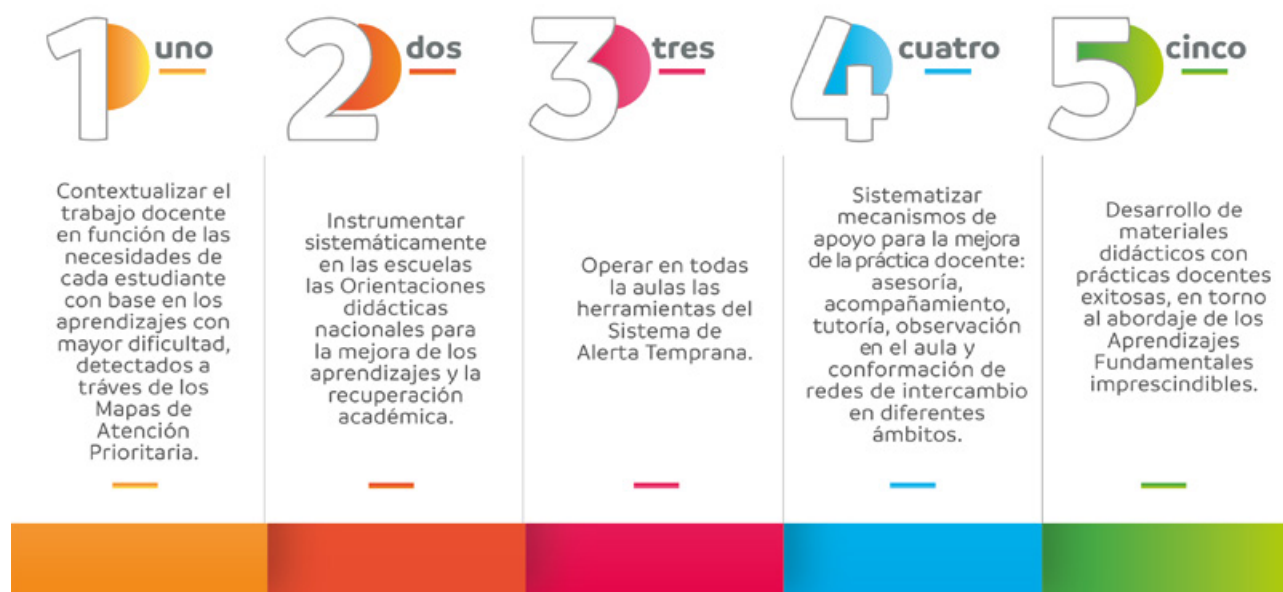 1 uno
Contextualizar el
trabajo docente
en función de las
necesidades de
cada estudiante
con base en los
aprendizajes con
mayor dificultad,
detectados a
tráves de los
Mapas de
Atención
Prioritaria.
2 dos
Instrumentar
sistemáticamente
en las escuelas
las Orientaciones
didácticas
nacionales para
la mejora de los
aprendizajes y la
recuperación
académica.
3 tres
Operar en todas
la aulas las
herramientas del
Sistema de
Alerta Temprana.
4 cuatro
Sistematizar
mecanismos de
apoyo para la mejora
de la práctica docente:
asesoría,
acompañamiento,
tutoría, observación
en el aula y
conformación de
redes de intercambio
en diferentes
ámbitos.
5 cinco
Desarrollo de
materiales
didácticos con
prácticas docentes
exitosas, en torno
al abordaje de los
Aprendizajes
Fundamentales
imprescindibles.